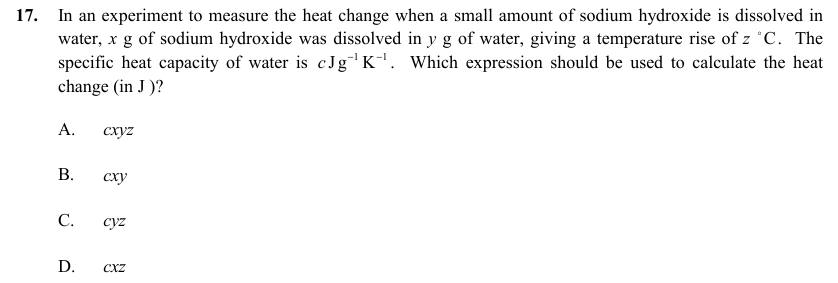 17. In an experiment to measure the heat change when a small amount of sodium hydroxide is dissolved in
water, x g of sodium hydroxide was dissolved in y g of water, giving a temperature rise of z °C. The
specific heat capacity of water is c J g⁻¹ K⁻¹. Which expression should be used to calculate the heat
change (in J )?
A. cxyz
B. cxy
C. cyz
D. cxz